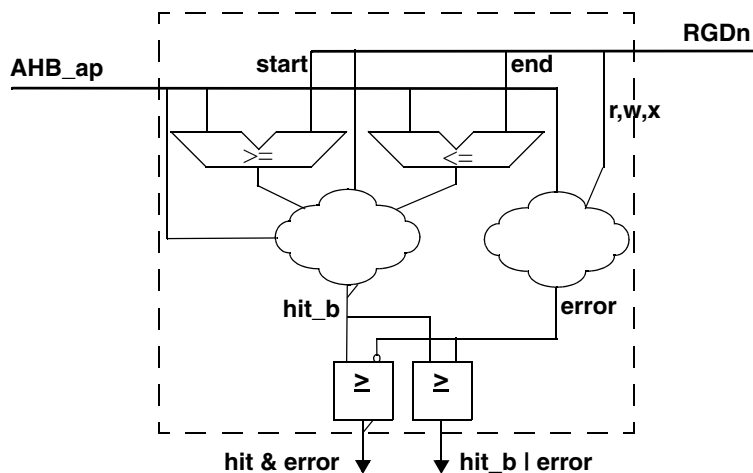 RGDn
AHB_ap
start
end
r,w,x
>=
<=
hit_b
error
≥
≥
hit & error
hit_b | error